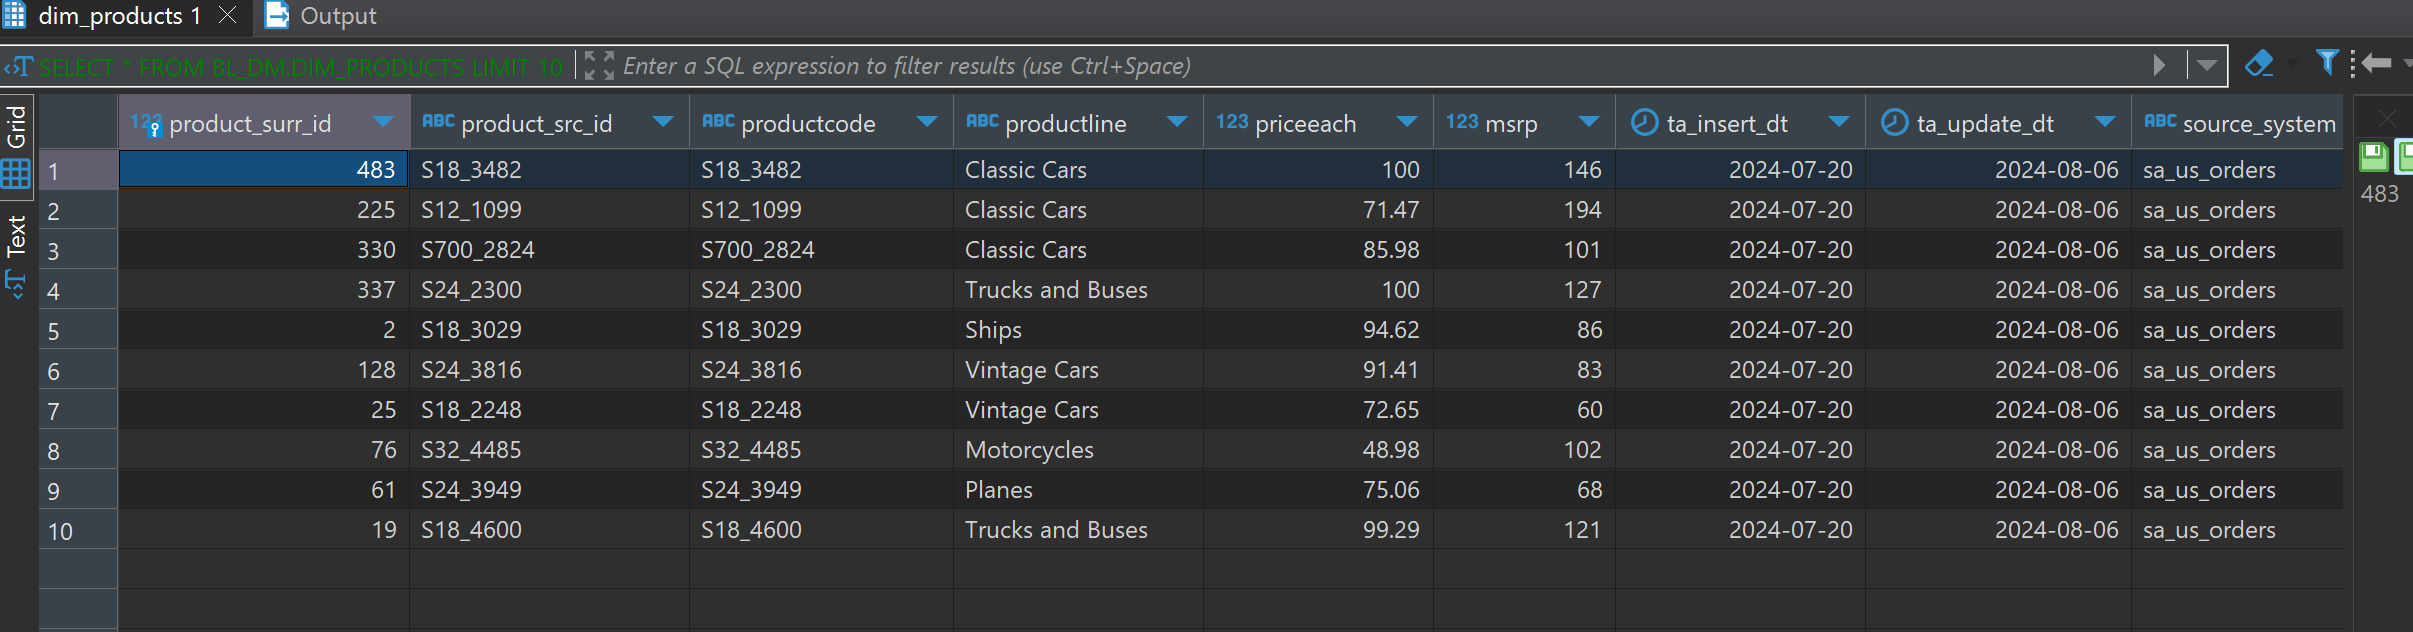 dim_products 1 Output
SELECT * FROM BL_DM.DIM_PRODUCTS LIMIT 10 Enter a SQL expression to filter results (use Ctrl+Space)
Grid
Text
123 product_surr_id ABC product_src_id ABC productcode ABC productline 123 priceeach 123 msrp ta_insert_dt ta_update_dt ABC source_system
1 483 S18_3482 S18_3482 Classic Cars 100 146 2024-07-20 2024-08-06 sa_us_orders
2 225 S12_1099 S12_1099 Classic Cars 71.47 194 2024-07-20 2024-08-06 sa_us_orders
3 330 S700_2824 S700_2824 Classic Cars 85.98 101 2024-07-20 2024-08-06 sa_us_orders
4 337 S24_2300 S24_2300 Trucks and Buses 100 127 2024-07-20 2024-08-06 sa_us_orders
5 2 S18_3029 S18_3029 Ships 94.62 86 2024-07-20 2024-08-06 sa_us_orders
6 128 S24_3816 S24_3816 Vintage Cars 91.41 83 2024-07-20 2024-08-06 sa_us_orders
7 25 S18_2248 S18_2248 Vintage Cars 72.65 60 2024-07-20 2024-08-06 sa_us_orders
8 76 S32_4485 S32_4485 Motorcycles 48.98 102 2024-07-20 2024-08-06 sa_us_orders
9 61 S24_3949 S24_3949 Planes 75.06 68 2024-07-20 2024-08-06 sa_us_orders
10 19 S18_4600 S18_4600 Trucks and Buses 99.29 121 2024-07-20 2024-08-06 sa_us_orders
483